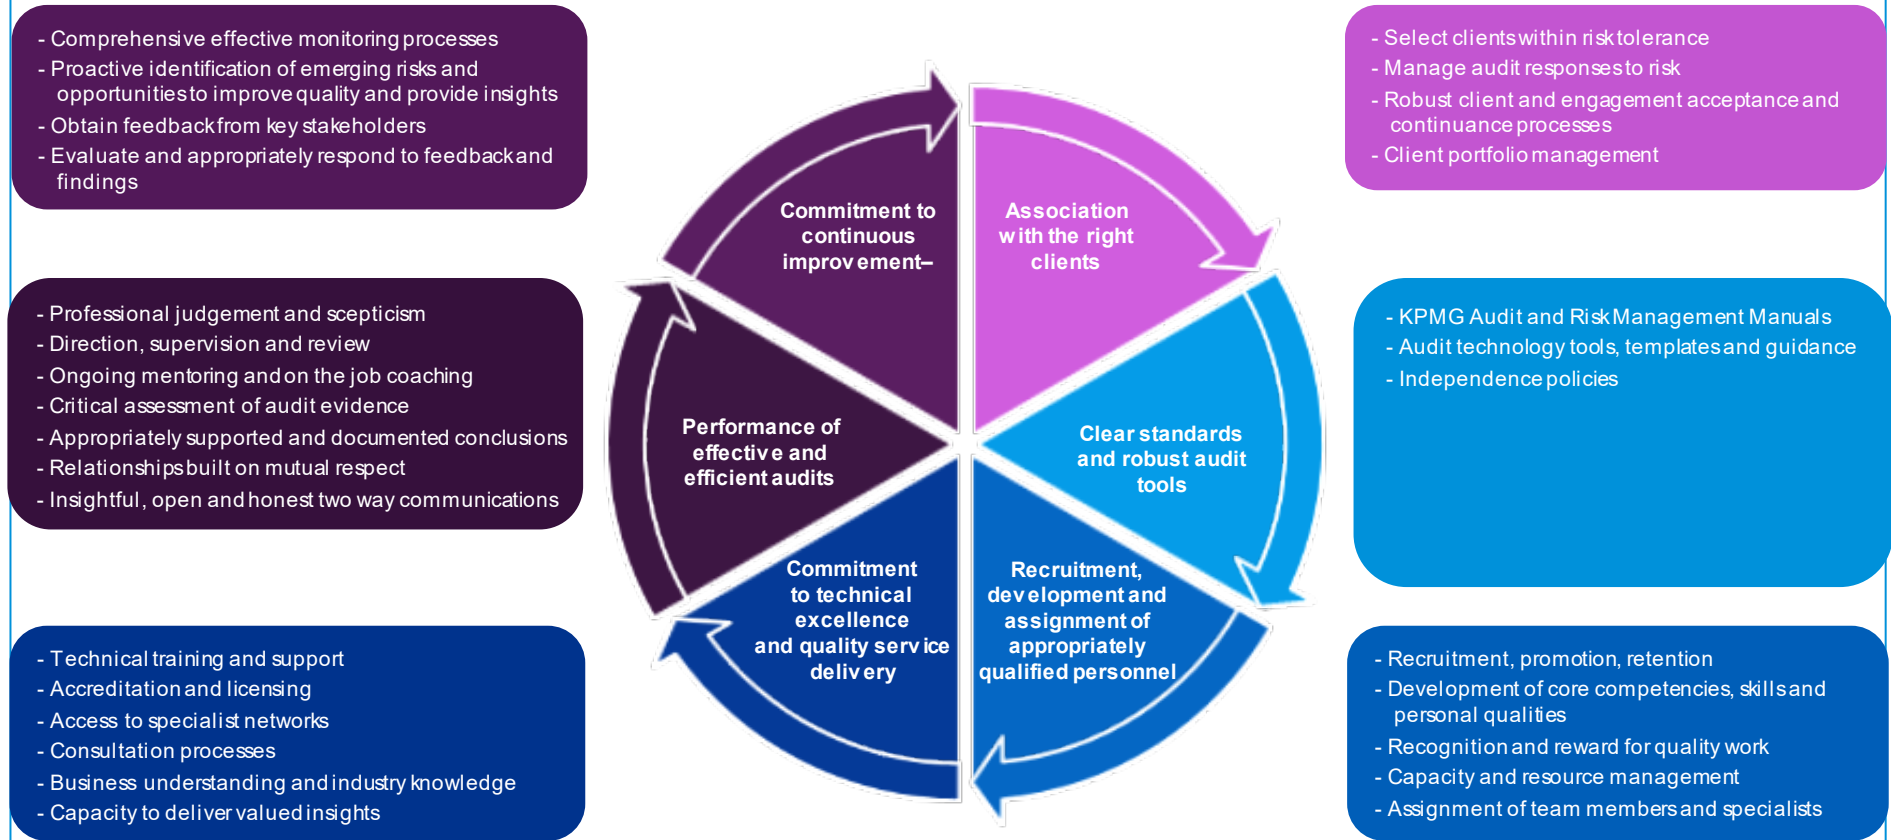 - Comprehensive effective monitoring processes
- Proactive identification of emerging risks and
opportunities to improve quality and provide insights
- Obtain feedback from key stakeholders
- Evaluate and appropriately respond to feedback and
findings
- Professional judgement and scepticism
- Direction, supervision and review
- Ongoing mentoring and on the job coaching
- Critical assessment of audit evidence
- Appropriately supported and documented conclusions
- Relationships built on mutual respect
- Insightful, open and honest two way communications
- Technical training and support
- Accreditation and licensing
- Access to specialist networks
- Consultation processes
- Business understanding and industry knowledge
- Capacity to deliver valued insights
Commitment to
continuous
improvement–
Association
with the right
clients
Performance of
effective and
efficient audits
Clear standards
and robust audit
tools
Commitment
to technical
excellence
and quality service
delivery
Recruitment,
development and
assignment of
appropriately
qualified personnel
- Select clients within risk tolerance
- Manage audit responses to risk
- Robust client and engagement acceptance and
continuance processes
- Client portfolio management
- KPMG Audit and Risk Management Manuals
- Audit technology tools, templates and guidance
- Independence policies
- Recruitment, promotion, retention
- Development of core competencies, skills and
personal qualities
- Recognition and reward for quality work
- Capacity and resource management
- Assignment of team members and specialists